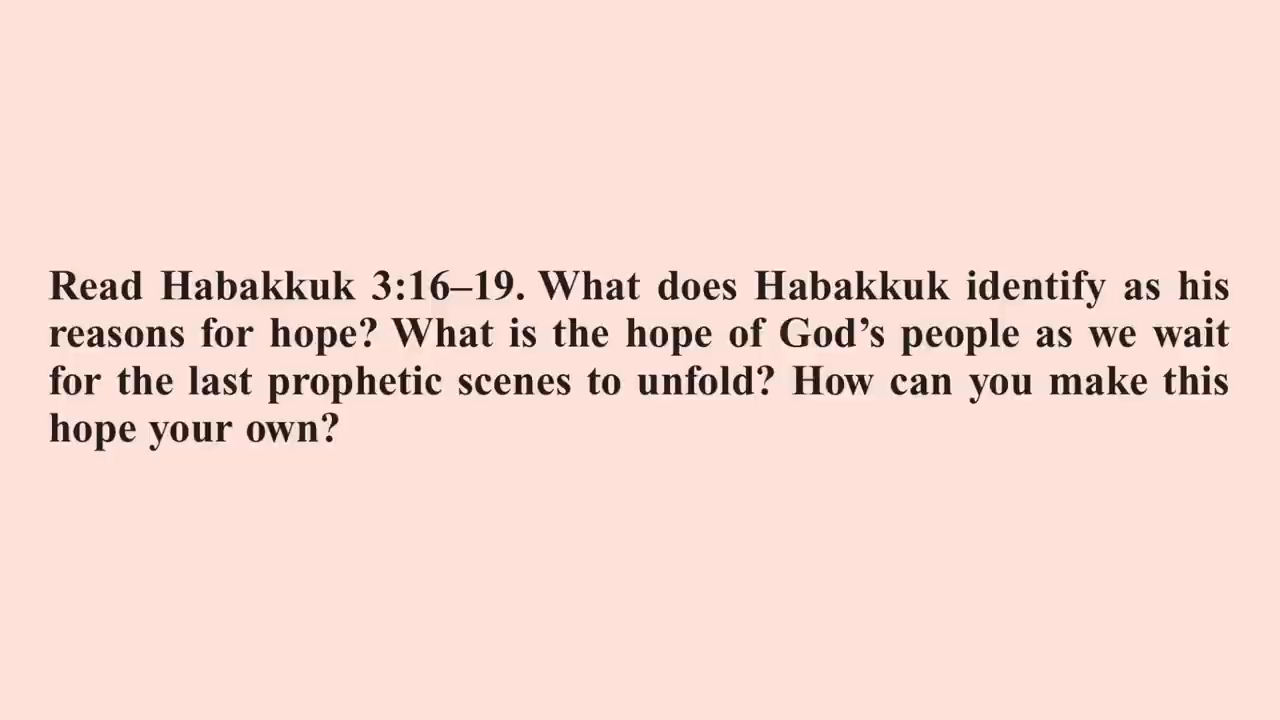 Read Habakkuk 3:16–19. What does Habakkuk identify as his
reasons for hope? What is the hope of God’s people as we wait
for the last prophetic scenes to unfold? How can you make this
hope your own?